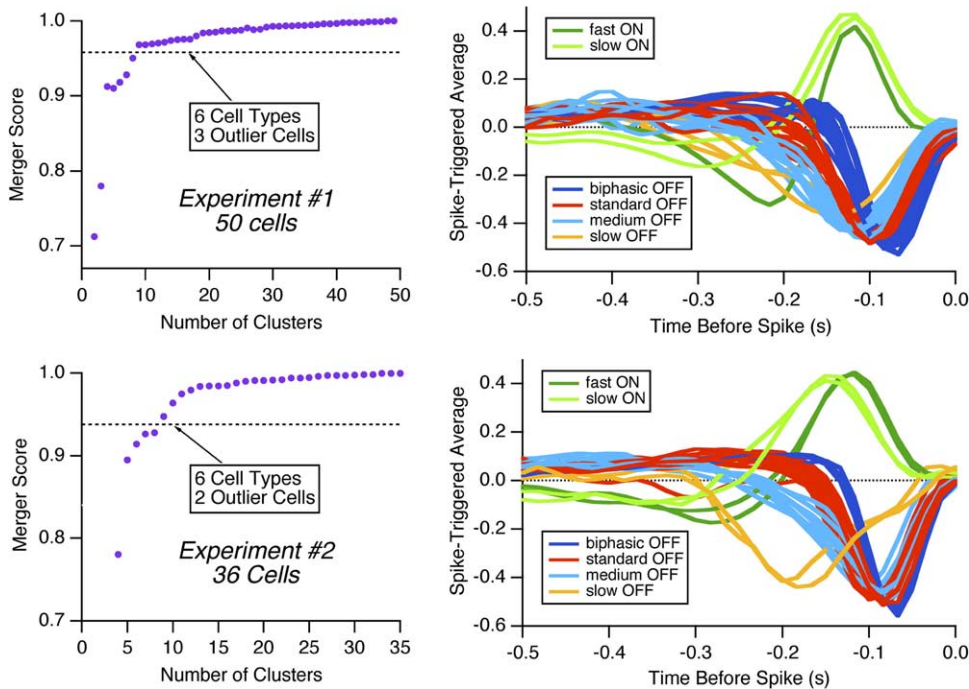 1.0
0.9
0.8
0.7
Merger Score
6 Cell Types
3 Outlier Cells
Experiment #1
50 cells
0 10 20 30 40 50
Number of Clusters
fast ON
slow ON
0.4
0.2
0.0
-0.2
-0.4
-0.6
Spike-Triggered Average
biphasic OFF
standard OFF
medium OFF
slow OFF
-0.5 -0.4 -0.3 -0.2 -0.1 0.0
Time Before Spike (s)
1.0
0.9
0.8
0.7
Merger Score
6 Cell Types
2 Outlier Cells
Experiment #2
36 Cells
0 5 10 15 20 25 30 35
Number of Clusters
fast ON
slow ON
0.4
0.2
0.0
-0.2
-0.4
-0.6
Spike-Triggered Average
biphasic OFF
standard OFF
medium OFF
slow OFF
-0.5 -0.4 -0.3 -0.2 -0.1 0.0
Time Before Spike (s)